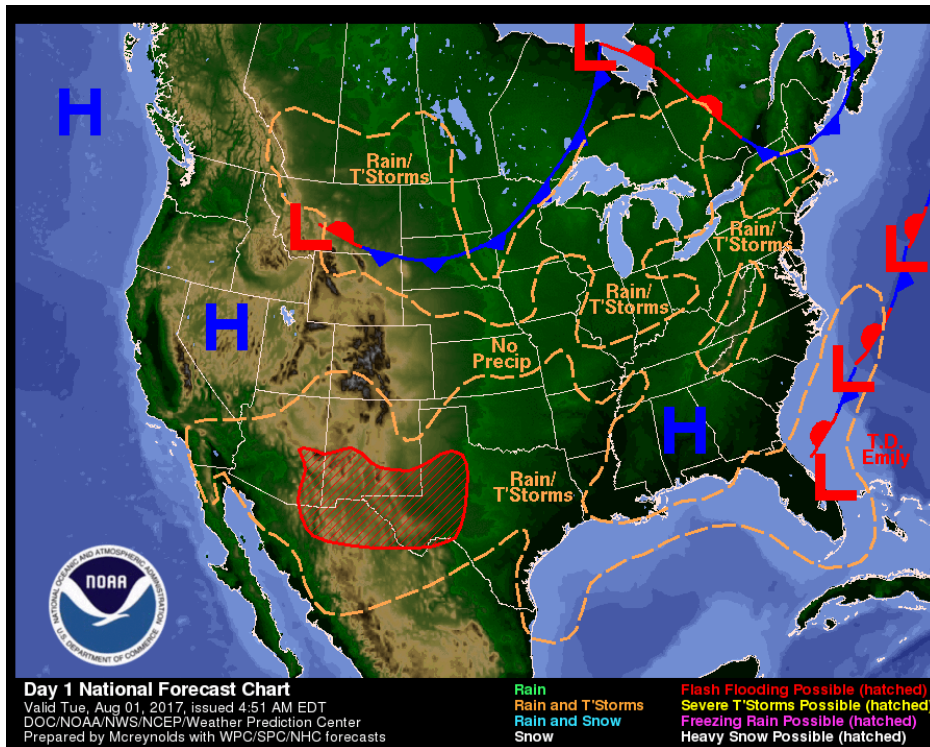 L
H
Rain/
T'Storms
L
Rain/
T'Storms
L
H
Rain/
T'Storms
No
Precip
L
H
T.D.
Emily
Rain/
T'Storms
L
NATIONAL OCEANIC AND ATMOSPHERIC ADMINISTRATION
NOAA
U.S. DEPARTMENT OF COMMERCE
Day 1 National Forecast Chart
Valid Tue, Aug 01, 2017, issued 4:51 AM EDT
DOC/NOAA/NWS/NCEP/Weather Prediction Center
Prepared by Mcreynolds with WPC/SPC/NHC forecasts
Rain
Rain and T'Storms
Rain and Snow
Snow
Flash Flooding Possible (hatched)
Severe T'Storms Possible (hatched)
Freezing Rain Possible (hatched)
Heavy Snow Possible (hatched)